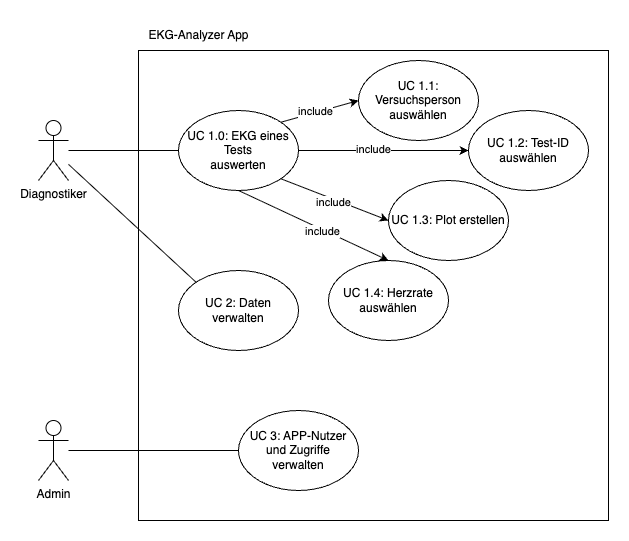 EKG-Analyzer App
UC 1.1:
Versuchsperson
auswählen
include
UC 1.0: EKG eines
Tests
auswerten
include
UC 1.2: Test-ID
auswählen
Diagnostiker
include
UC 1.3: Plot erstellen
include
UC 1.4: Herzrate
auswählen
UC 2: Daten
verwalten
UC 3: APP-Nutzer
und Zugriffe
verwalten
Admin